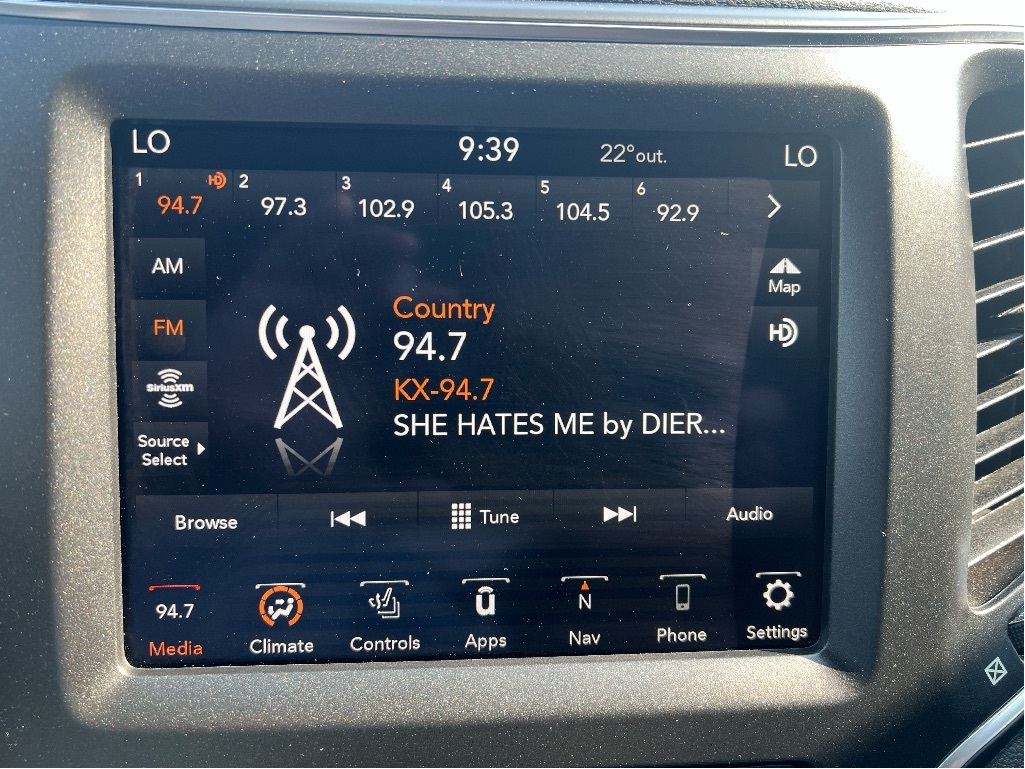 LO 9:39 22°out. LO
1 94.7 HD 2 97.3 3 102.9 4 105.3 5 104.5 6 92.9
AM
Map
FM
HD
SiriusXM
Source
Select
Country
94.7
KX-94.7
SHE HATES ME by DIER...
Browse Tune Audio
94.7 N
Media Climate Controls Apps Nav Phone Settings